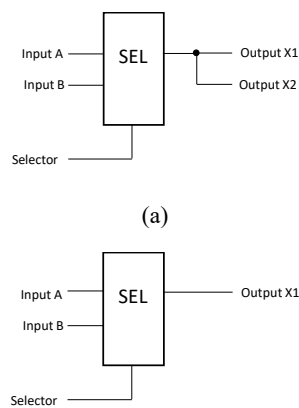 Input A
SEL
Output X1
Input B
Output X2
Selector
(a)
Input A
SEL
Output X1
Input B
Selector